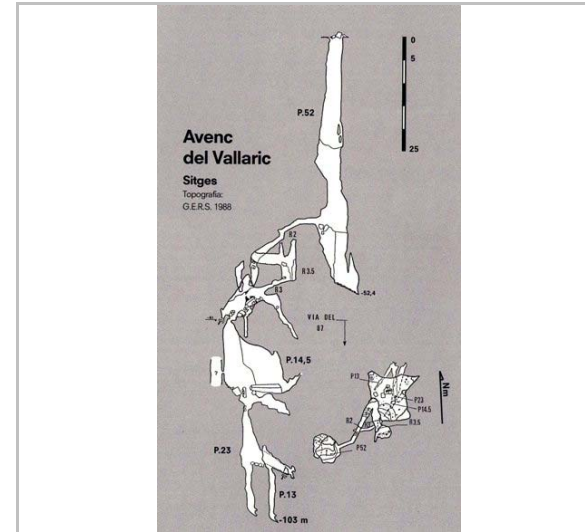 0
5
P.52
Avenc
del Vallaric
25
Sitges
Topografia:
G.E.R.S. 1988
R2
R3.5
R3
-52,4
VIA DEL
87
P.14,5
?
P13
Nm
P23
P14.5
R2
R3.5
P.23
P52
P.13
-103 m